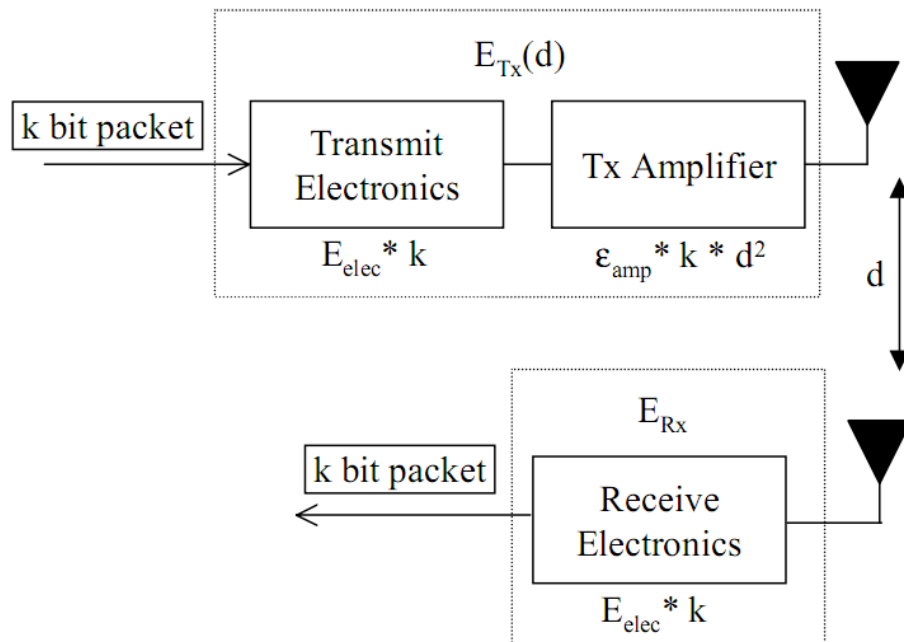 E_Tx(d)
k bit packet
Transmit
Electronics
Tx Amplifier
E_elec* k
ε_amp* k * d²
d
E_Rx
k bit packet
Receive
Electronics
E_elec* k